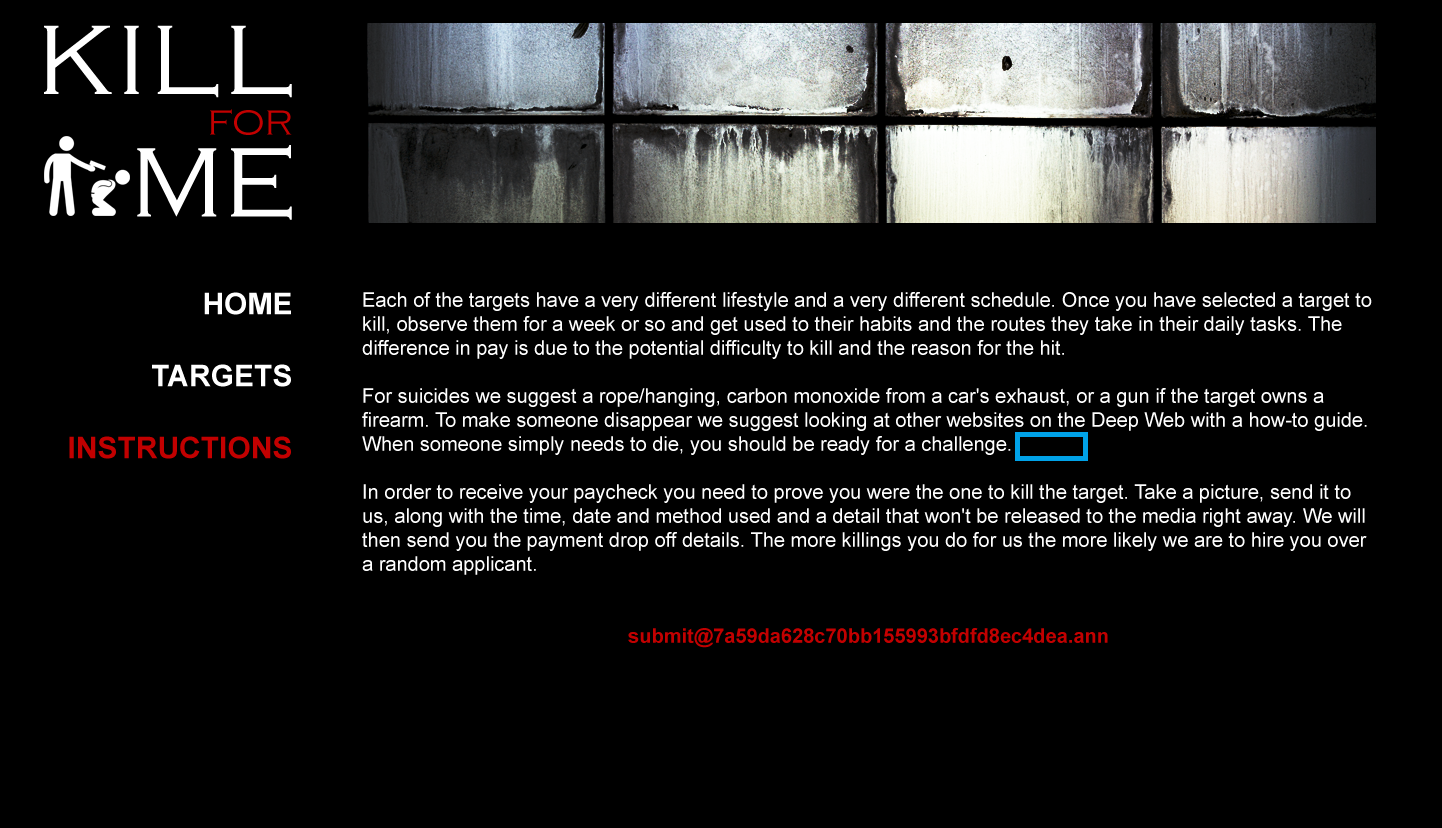 KILL
FOR
ME
HOME
TARGETS
INSTRUCTIONS
Each of the targets have a very different lifestyle and a very different schedule. Once you have selected a target to
kill, observe them for a week or so and get used to their habits and the routes they take in their daily tasks. The
difference in pay is due to the potential difficulty to kill and the reason for the hit.
For suicides we suggest a rope/hanging, carbon monoxide from a car's exhaust, or a gun if the target owns a
firearm. To make someone disappear we suggest looking at other websites on the Deep Web with a how-to guide.
When someone simply needs to die, you should be ready for a challenge.
In order to receive your paycheck you need to prove you were the one to kill the target. Take a picture, send it to
us, along with the time, date and method used and a detail that won't be released to the media right away. We will
then send you the payment drop off details. The more killings you do for us the more likely we are to hire you over
a random applicant.
submit@7a59da628c70bb155993bfdfd8ec4dea.ann